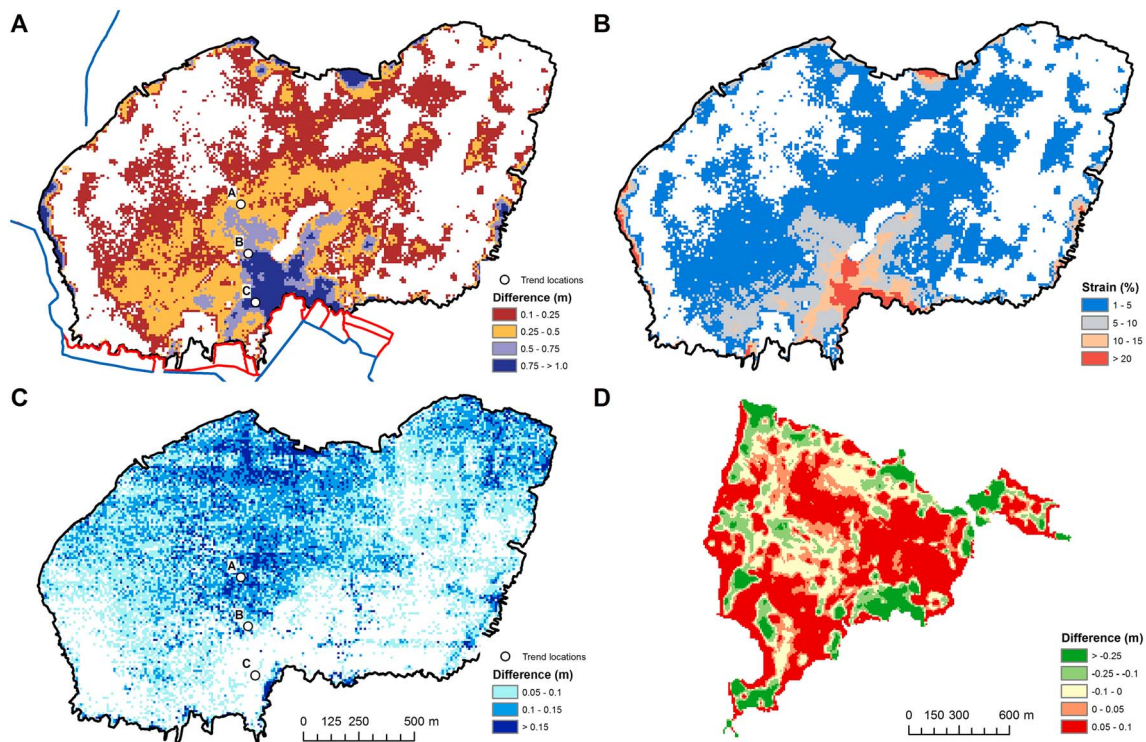 A
A
B
C
Trend locations
Difference (m)
0.1 - 0.25
0.25 - 0.5
0.5 - 0.75
0.75 - > 1.0
B
Strain (%)
1 - 5
5 - 10
10 - 15
> 20
C
A
B
C
Trend locations
Difference (m)
0.05 - 0.1
0.1 - 0.15
> 0.15
0 125 250 500 m
D
Difference (m)
> -0.25
-0.25 - -0.1
-0.1 - 0
0 - 0.05
0.05 - 0.1
0 150 300 600 m